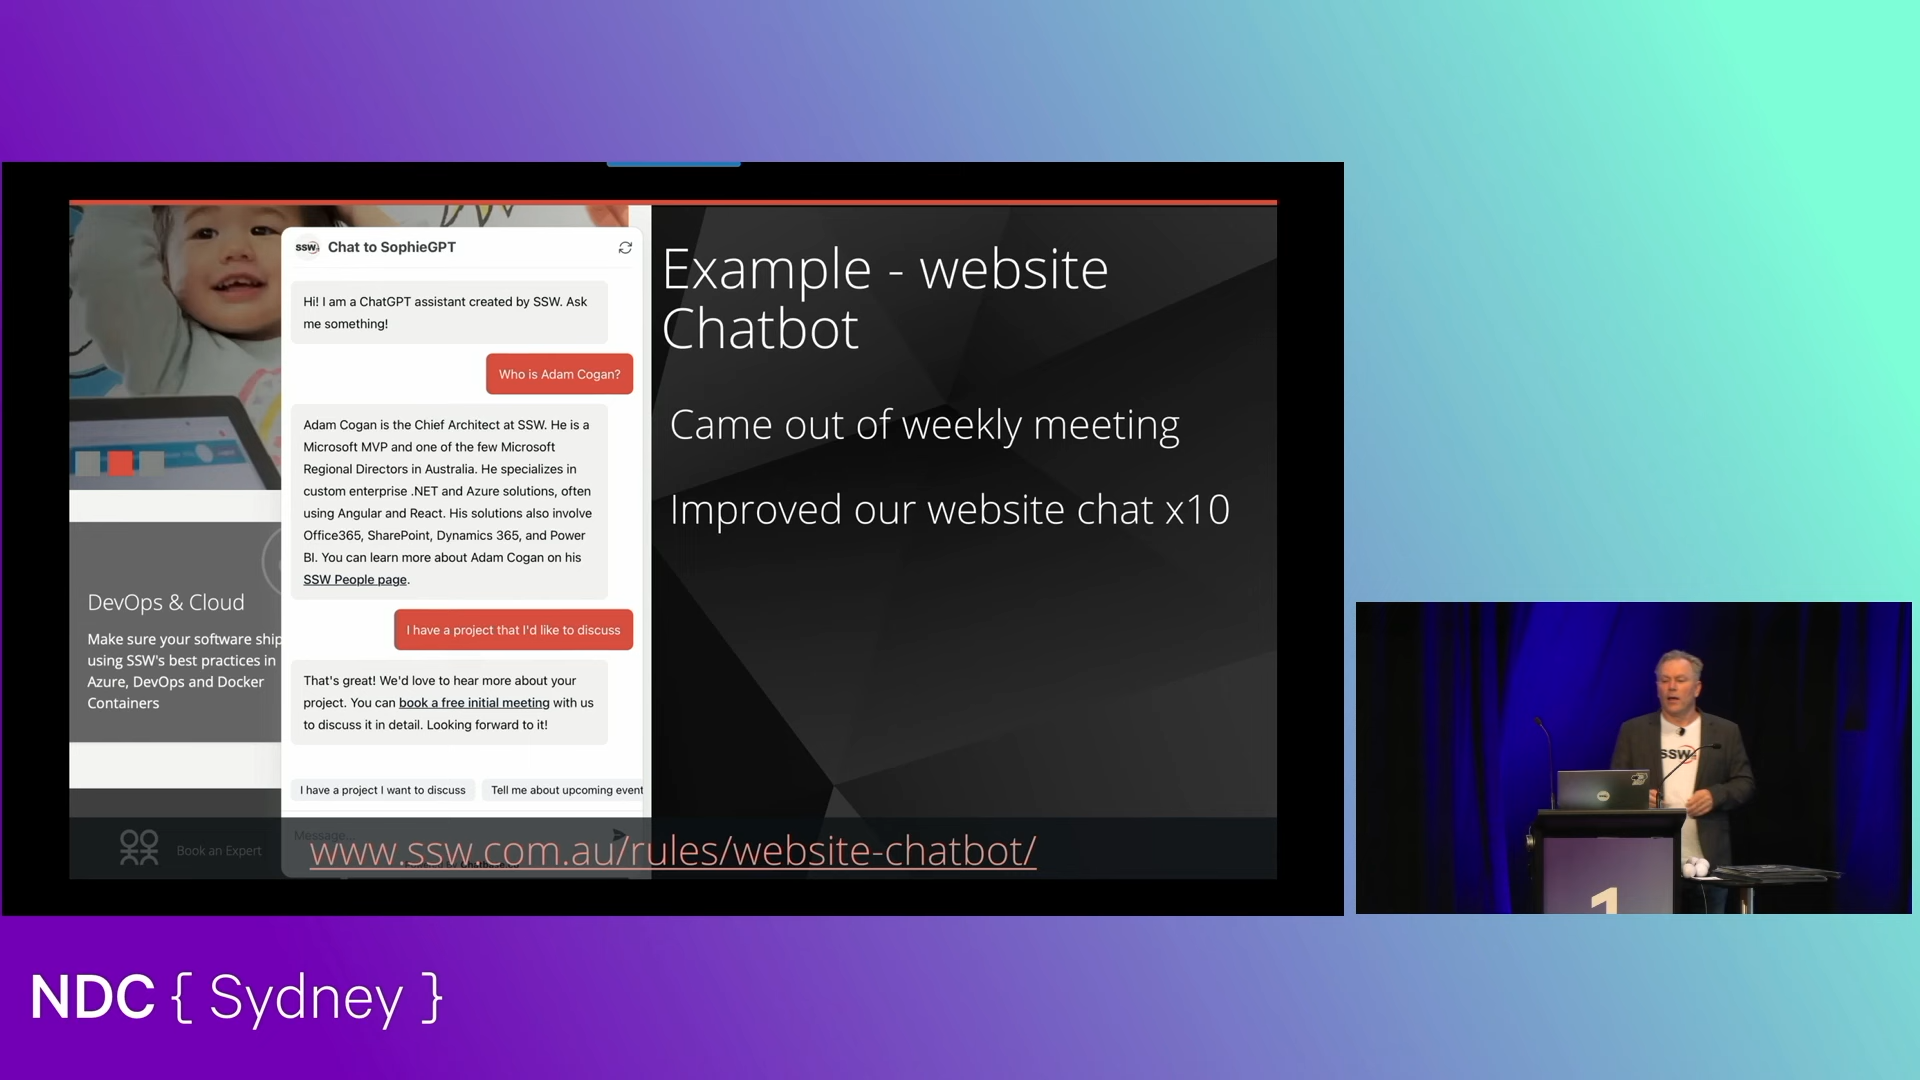 SSW
Chat to SophieGPT
Hi! I am a ChatGPT assistant created by SSW. Ask
me something!
Who is Adam Cogan?
Adam Cogan is the Chief Architect at SSW. He is a
Microsoft MVP and one of the few Microsoft
Regional Directors in Australia. He specializes in
custom enterprise .NET and Azure solutions, often
using Angular and React. His solutions also involve
Office365, SharePoint, Dynamics 365, and Power
BI. You can learn more about Adam Cogan on his
SSW People page.
I have a project that I'd like to discuss
That's great! We'd love to hear more about your
project. You can book a free initial meeting with us
to discuss it in detail. Looking forward to it!
I have a project I want to discuss
Tell me about upcoming event
Message...
DevOps & Cloud
Make sure your software ship
using SSW's best practices in
Azure, DevOps and Docker
Containers
Book an Expert
Example - website
Chatbot
Came out of weekly meeting
Improved our website chat x10
www.ssw.com.au/rules/website-chatbot/
SSW
1
NDC { Sydney }